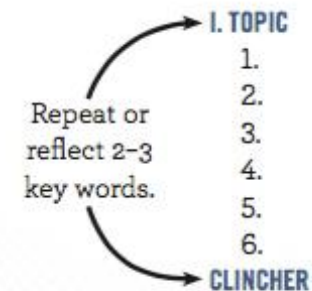 I. TOPIC
1.
2.
Repeat or
reflect 2–3
key words.
3.
4.
5.
6.
CLINCHER